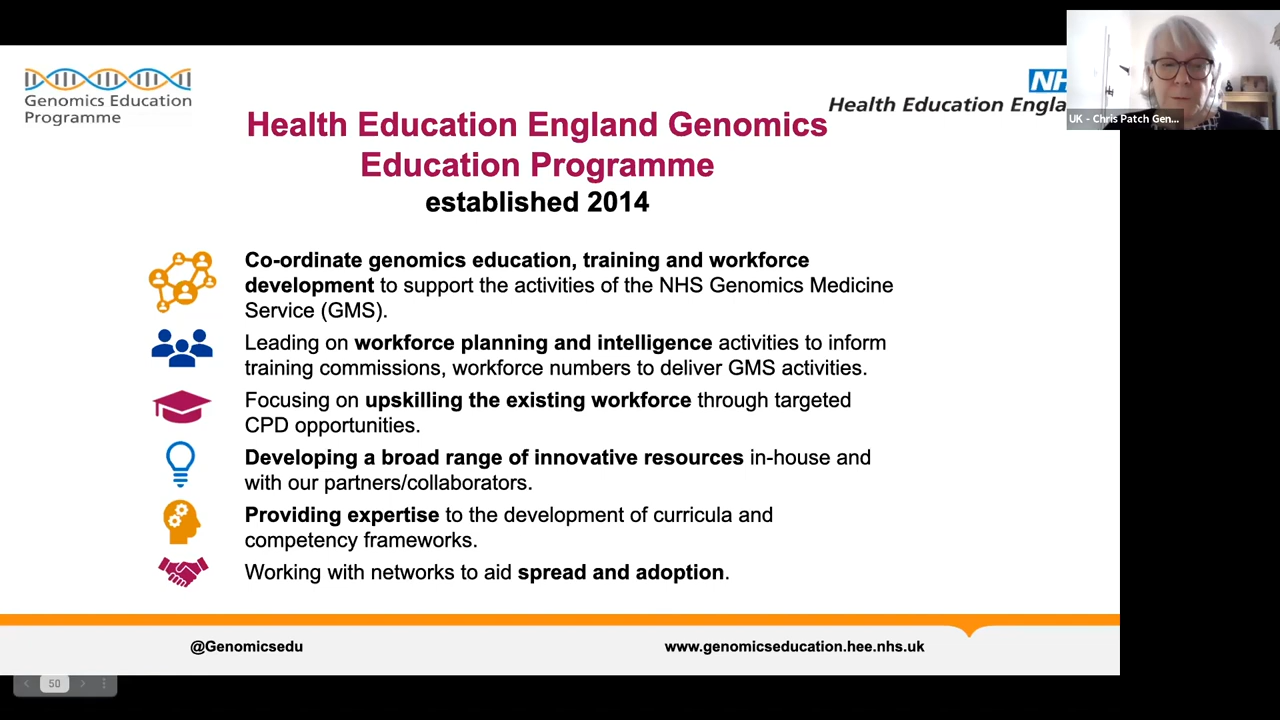 Genomics Education
Programme
NH
Health Education Engl
UK - Chris Patch Gen...
Health Education England Genomics
Education Programme
established 2014
Co-ordinate genomics education, training and workforce
development to support the activities of the NHS Genomics Medicine
Service (GMS).
Leading on workforce planning and intelligence activities to inform
training commissions, workforce numbers to deliver GMS activities.
Focusing on upskilling the existing workforce through targeted
CPD opportunities.
Developing a broad range of innovative resources in-house and
with our partners/collaborators.
Providing expertise to the development of curricula and
competency frameworks.
Working with networks to aid spread and adoption.
@Genomicsedu
www.genomicseducation.hee.nhs.uk
50